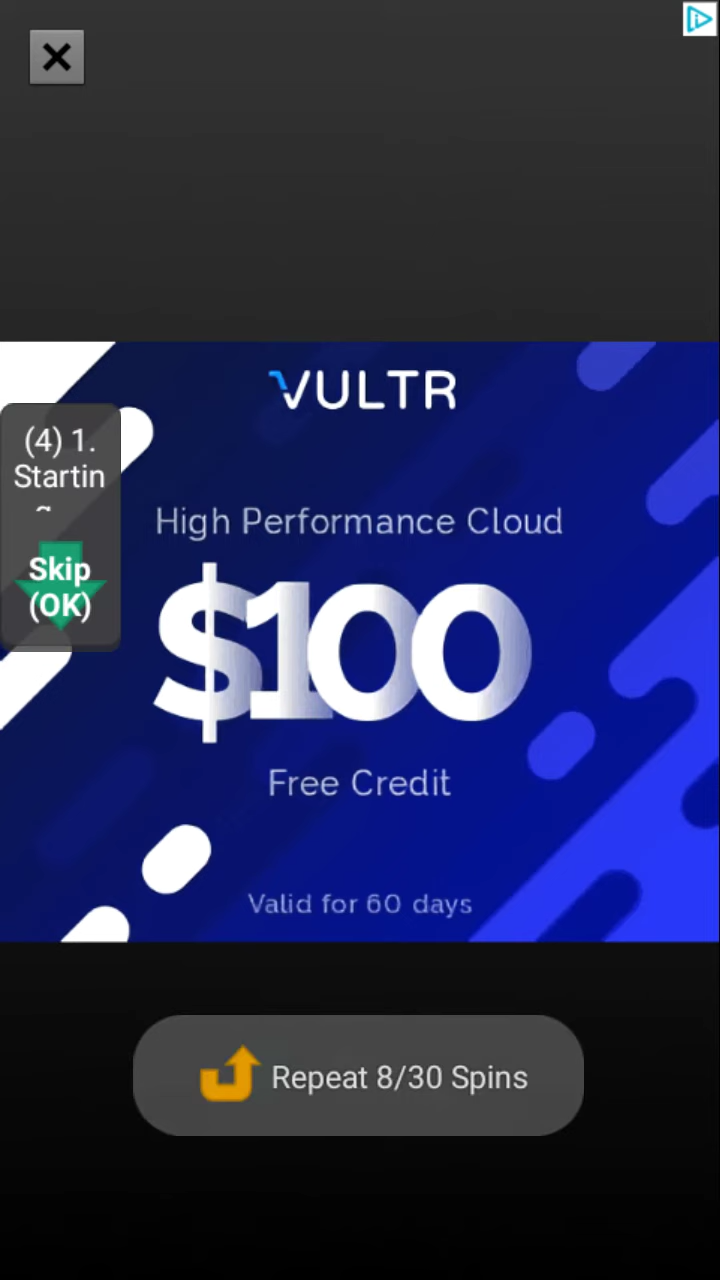 VULTR
(4) 1.
Startin
High Performance Cloud
Skip
(OK)
$100
Free Credit
Valid for 60 days
Repeat 8/30 Spins